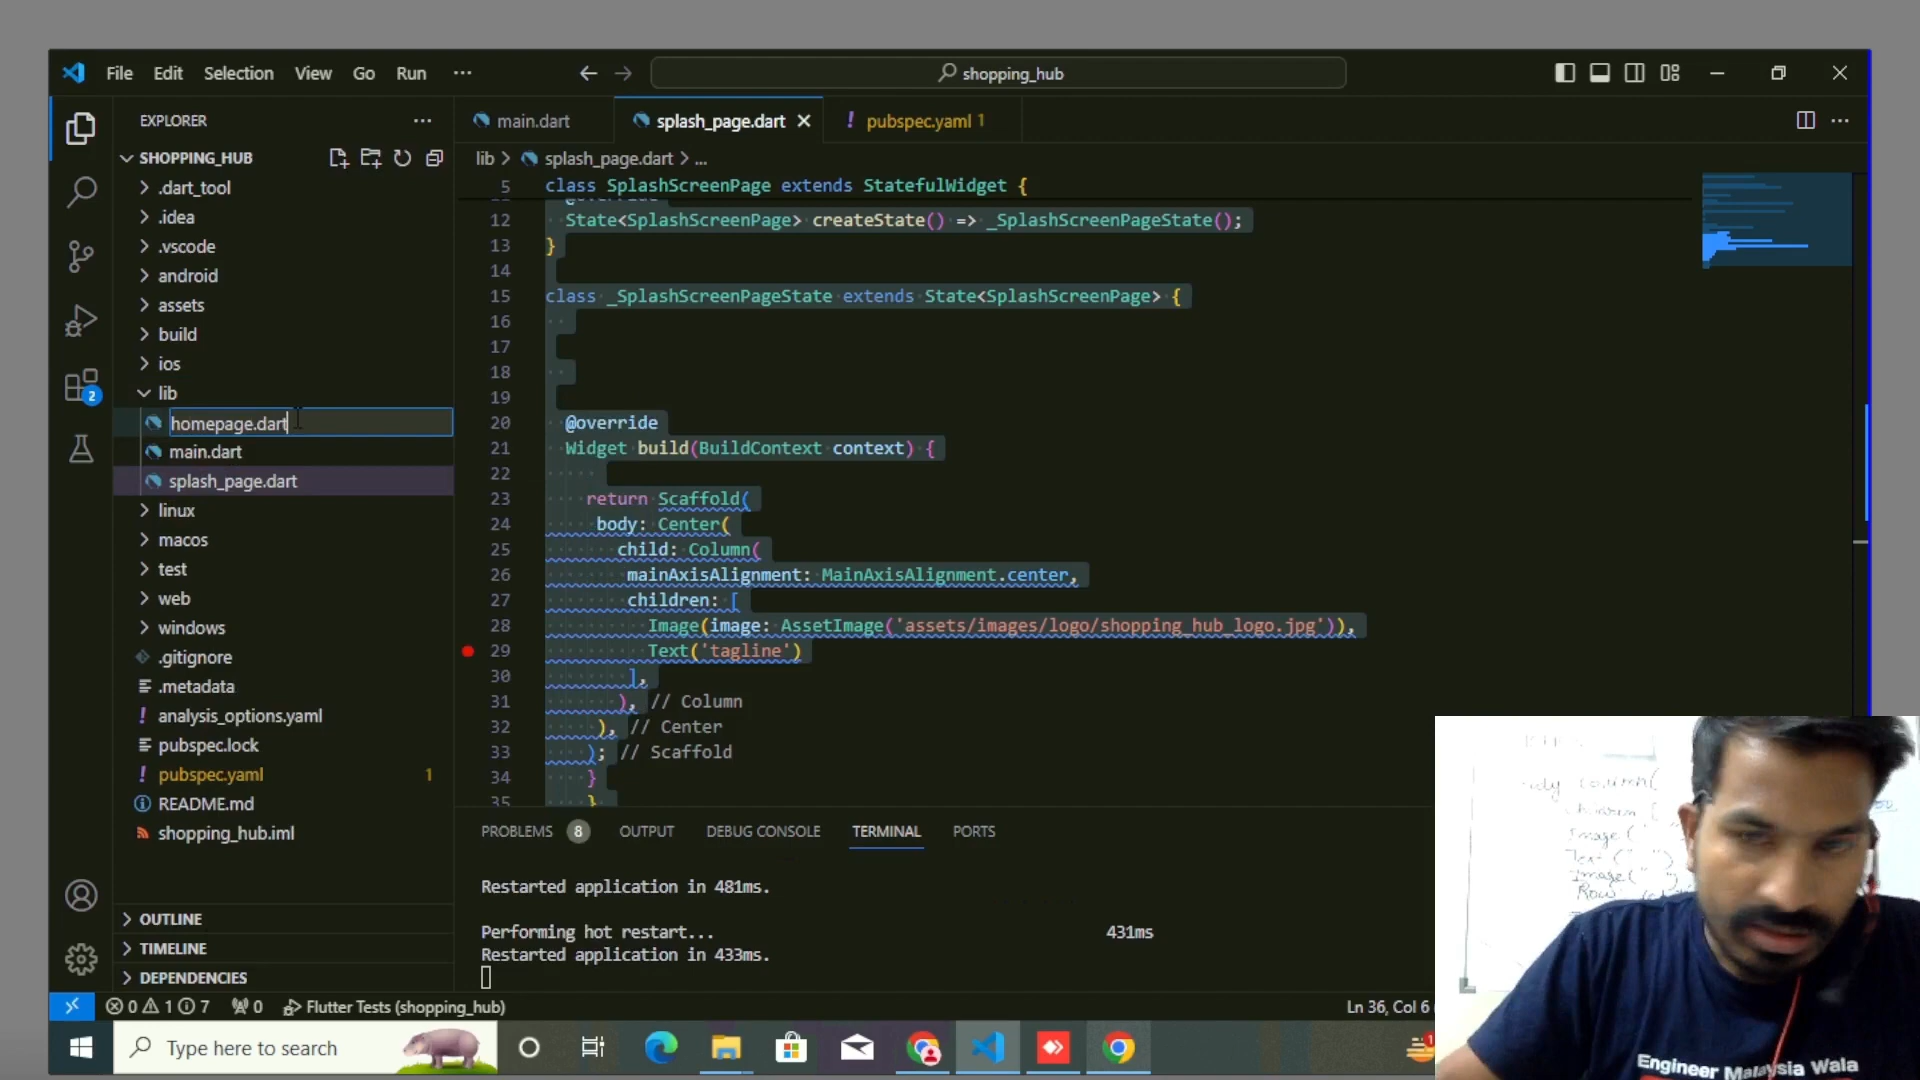 File Edit Selection View Go Run ···
shopping_hub
EXPLORER ···
SHOPPING_HUB
.dart_tool
.idea
.vscode
android
assets
build
ios
lib
homepage.dart
main.dart
splash_page.dart
linux
macos
test
web
windows
.gitignore
.metadata
analysis_options.yaml
pubspec.lock
pubspec.yaml 1
README.md
shopping_hub.iml
OUTLINE
TIMELINE
DEPENDENCIES
2
main.dart splash_page.dart pubspec.yaml 1
lib > splash_page.dart > ...
5 class SplashScreenPage extends StatefulWidget {
@override
12 State<SplashScreenPage> createState() => _SplashScreenPageState();
13 }
14
15 class _SplashScreenPageState extends State<SplashScreenPage> {
16
17
18
19
20 @override
21 Widget build(BuildContext context) {
22
23 return Scaffold(
24 body: Center(
25 child: Column(
26 mainAxisAlignment: MainAxisAlignment.center,
27 children: [
28 Image(image: AssetImage('assets/images/logo/shopping_hub_logo.jpg')),
29 Text('tagline')
30 ],
31 ), // Column
32 ), // Center
33 ); // Scaffold
34 }
35 }
PROBLEMS 8 OUTPUT DEBUG CONSOLE TERMINAL PORTS
Restarted application in 481ms.
Performing hot restart... 431ms
Restarted application in 433ms.
0 1 7 0 Flutter Tests (shopping_hub) Ln 36, Col 6
Type here to search
column(
Image(
Text("
Image("
Row
Engineer Malaysia Wala